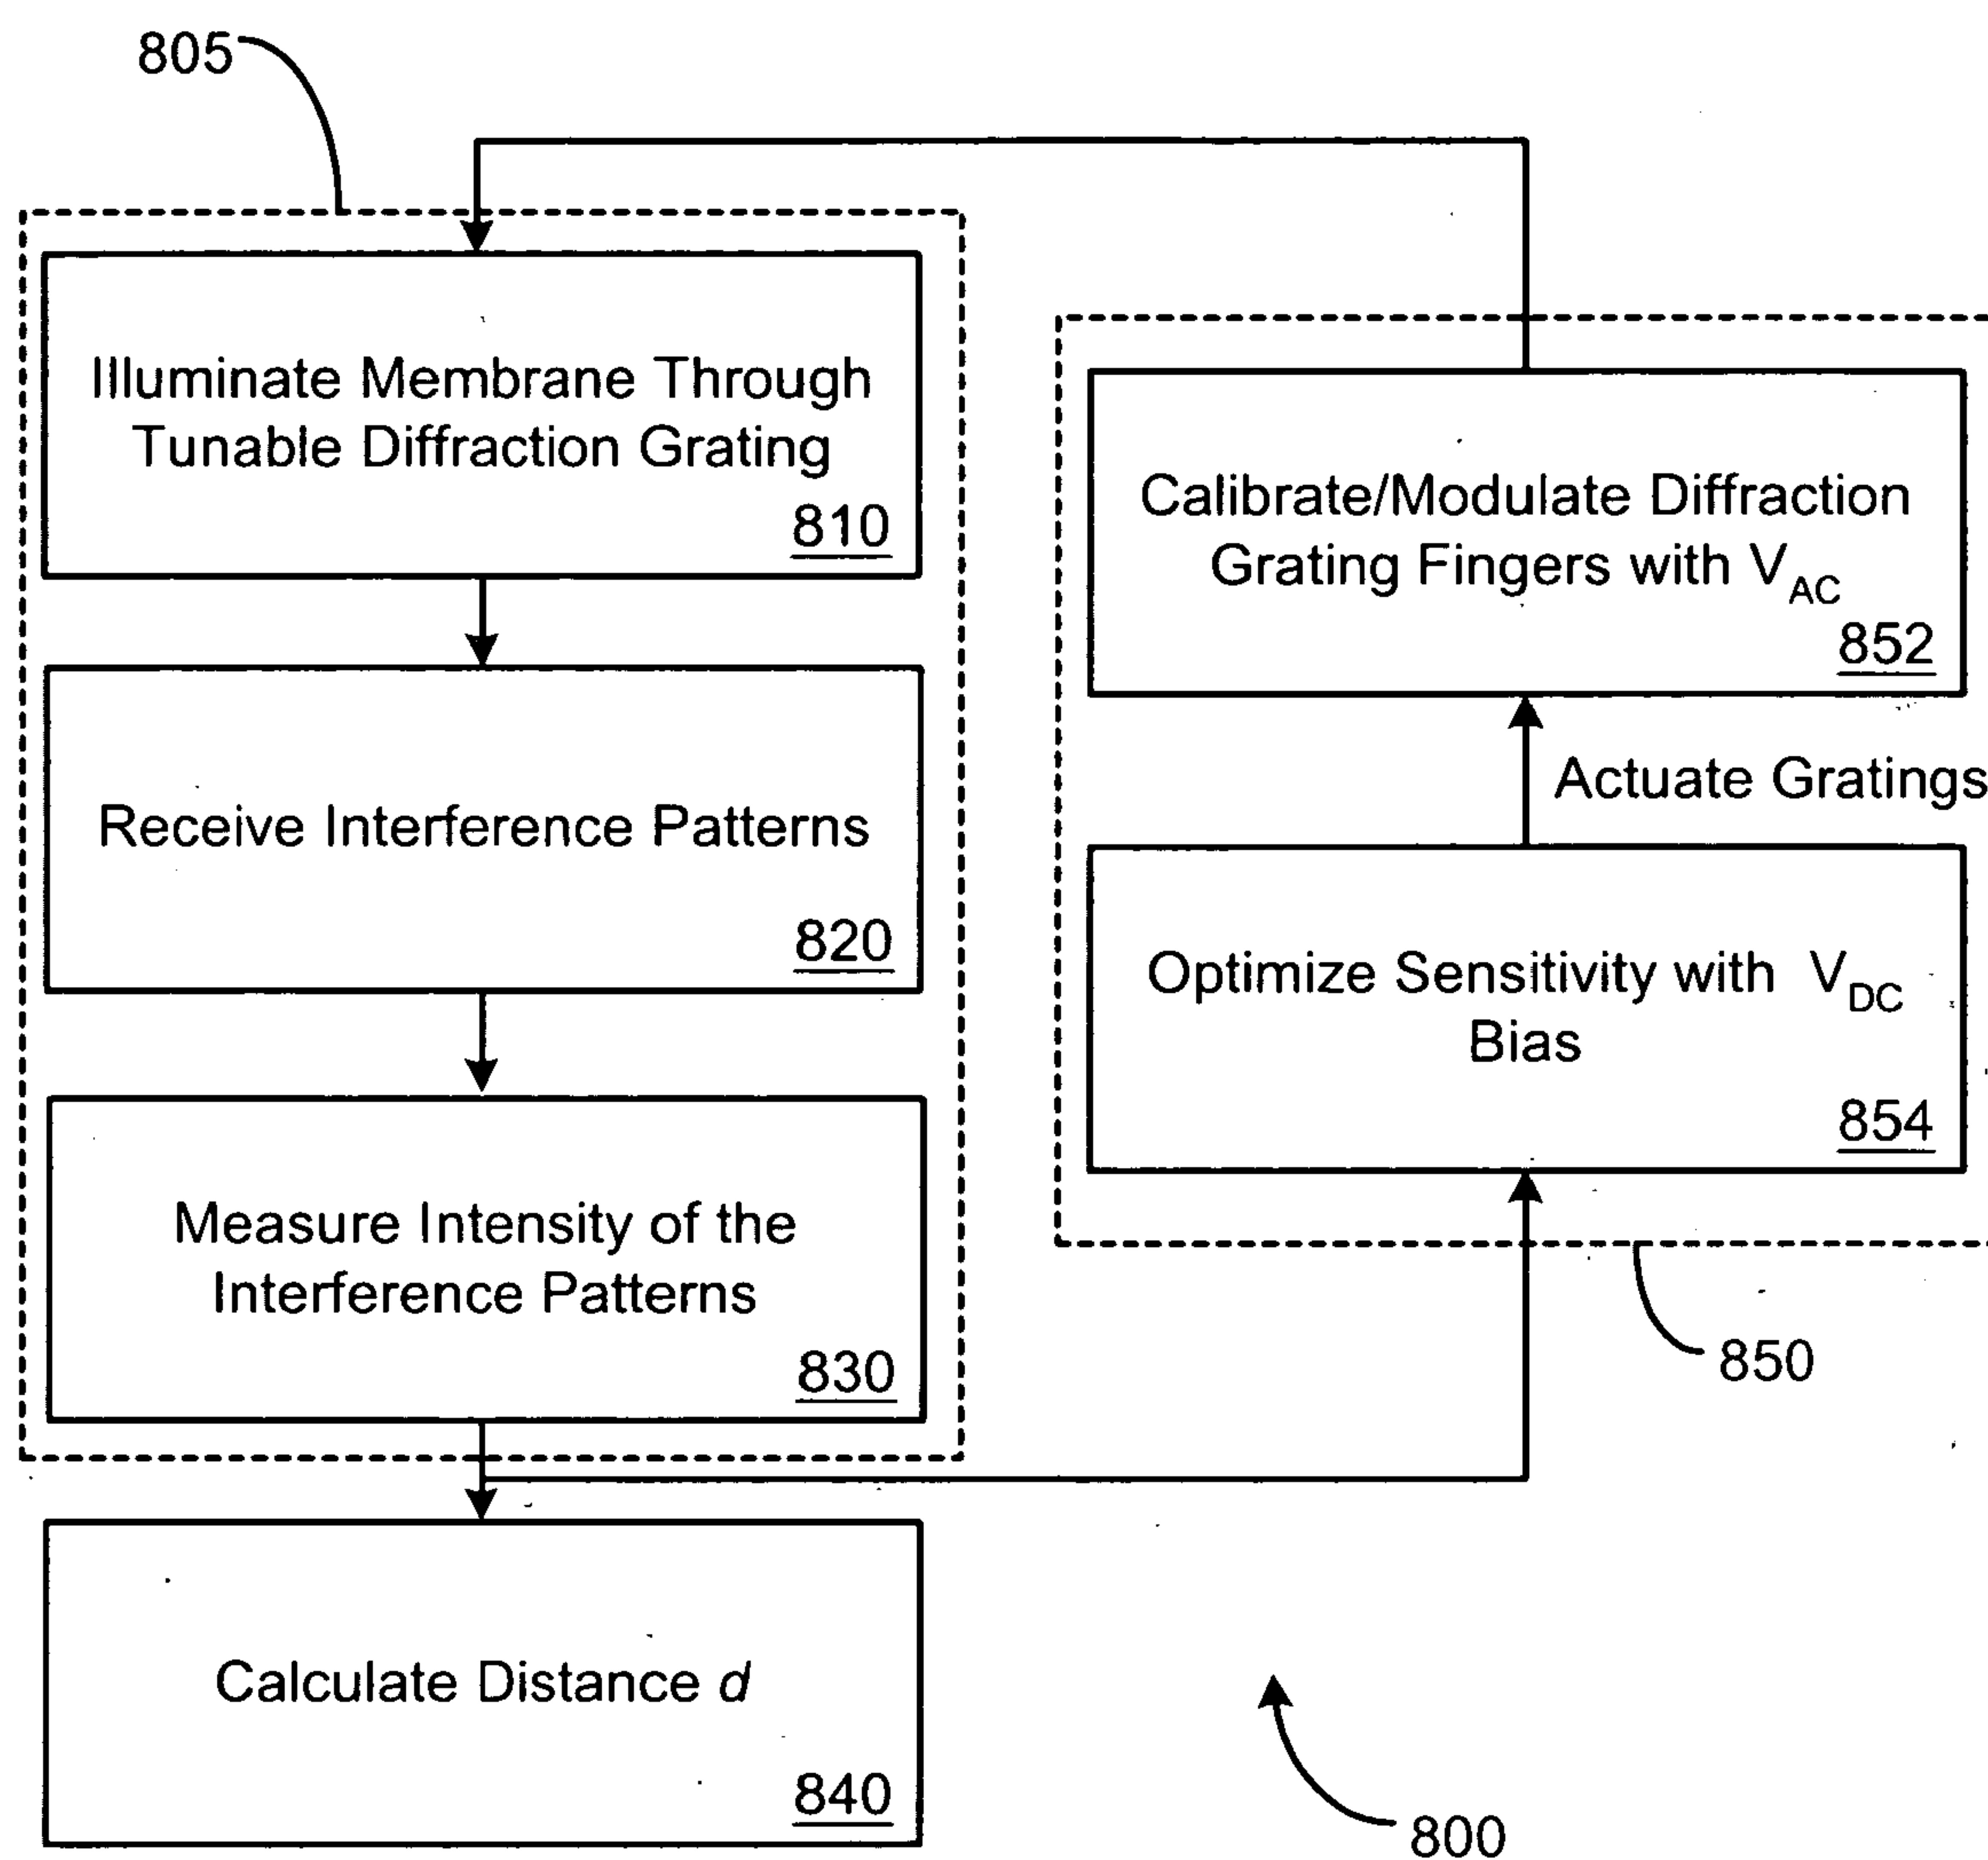 805
Illuminate Membrane Through
Tunable Diffraction Grating
810
Receive Interference Patterns
820
Measure Intensity of the
Interference Patterns
830
Calculate Distance d
840
Calibrate/Modulate Diffraction
Grating Fingers with VAC
852
Actuate Gratings
Optimize Sensitivity with VDC
Bias
854
850
800